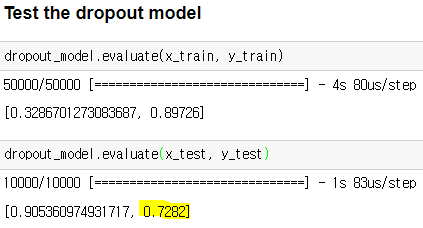 Test the dropout model
dropout_model.evaluate(x_train, y_train)
50000/50000 [==============================] - 4s 80us/step
[0.3286701273083687, 0.89726]
dropout_model.evaluate(x_test, y_test)
10000/10000 [==============================] - 1s 83us/step
[0.905360974931717, 0.7282]